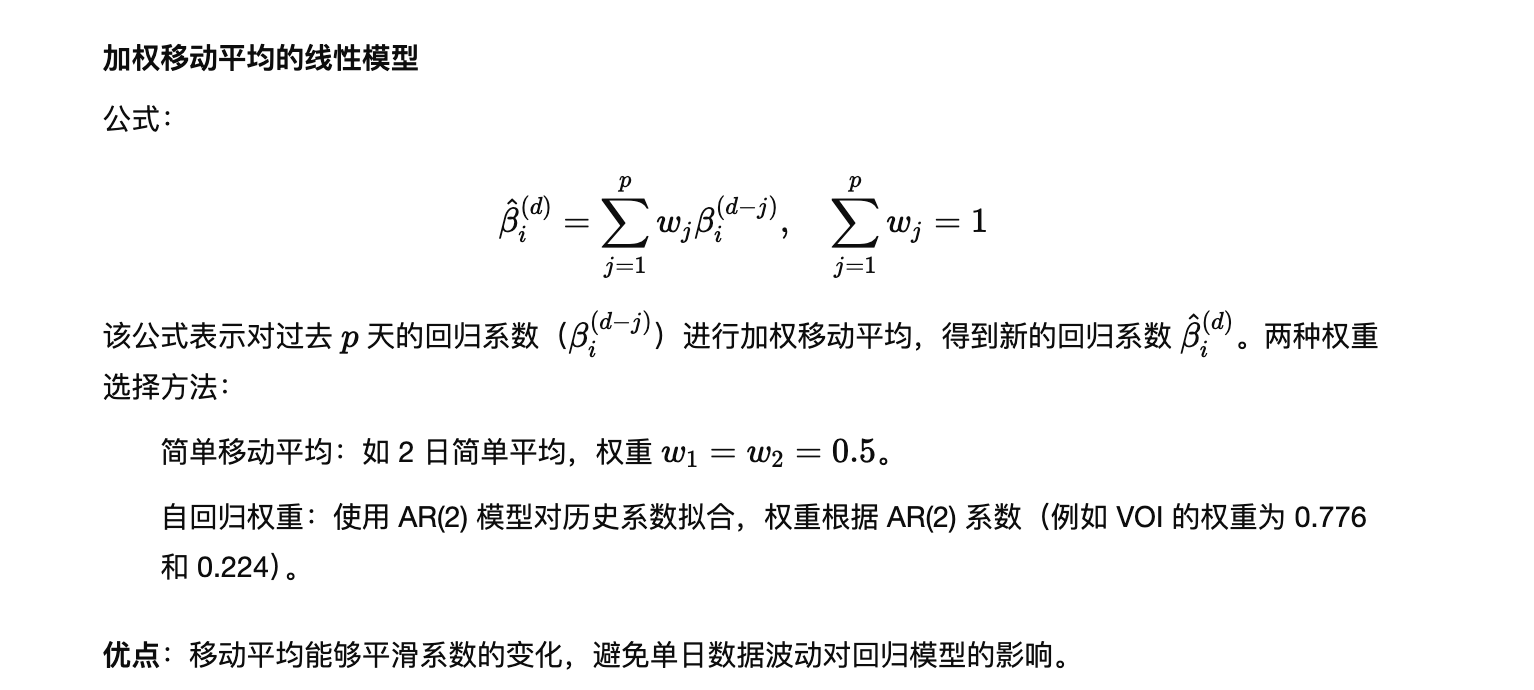 加权移动平均的线性模型
公式：
$$\hat{\beta}_i^{(d)} = \sum_{j=1}^{p} w_j \beta_i^{(d-j)}, \quad \sum_{j=1}^{p} w_j = 1$$
该公式表示对过去 $p$ 天的回归系数（$\beta_i^{(d-j)}$）进行加权移动平均，得到新的回归系数 $\hat{\beta}_i^{(d)}$。两种权重
选择方法：
简单移动平均：如 2 日简单平均，权重 $w_1 = w_2 = 0.5$。
自回归权重：使用 AR(2) 模型对历史系数拟合，权重根据 AR(2) 系数（例如 VOI 的权重为 0.776
和 0.224）。
优点：移动平均能够平滑系数的变化，避免单日数据波动对回归模型的影响。